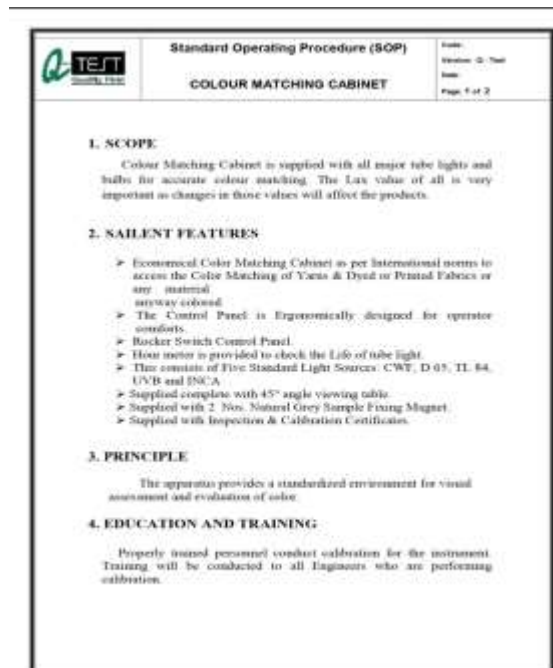 Q-TEST
Quality First
Standard Operating Procedure (SOP)
COLOUR MATCHING CABINET
Code:
Version: Q - Test
Date:
Page: 1 of 2
1. SCOPE
Colour Matching Cabinet is supplied with all major tube lights and
bulbs for accurate colour matching. The Lux value of all is very
important as changes in those values will affect the products.
2. SAILENT FEATURES
➢ Economical Color Matching Cabinet as per International norms to
access the Color Matching of Yarns & Dyed or Printed Fabrics or
any material
anyway colored
➢ The Control Panel is Ergonomically designed for operator
comforts.
➢ Rocker Switch Control Panel.
➢ Hour meter is provided to check the Life of tube light.
➢ This consists of Five Standard Light Sources: CWF, D 65, TL 84,
UVB and INCA
➢ Supplied complete with 45° angle viewing table.
➢ Supplied with 2 Nos. Natural Grey Sample Fixing Magnet.
➢ Supplied with Inspection & Calibration Certificates.
3. PRINCIPLE
The apparatus provides a standardized environment for visual
assessment and evaluation of color.
4. EDUCATION AND TRAINING
Properly trained personnel conduct calibration for the instrument.
Training will be conducted to all Engineers who are performing
calibration.